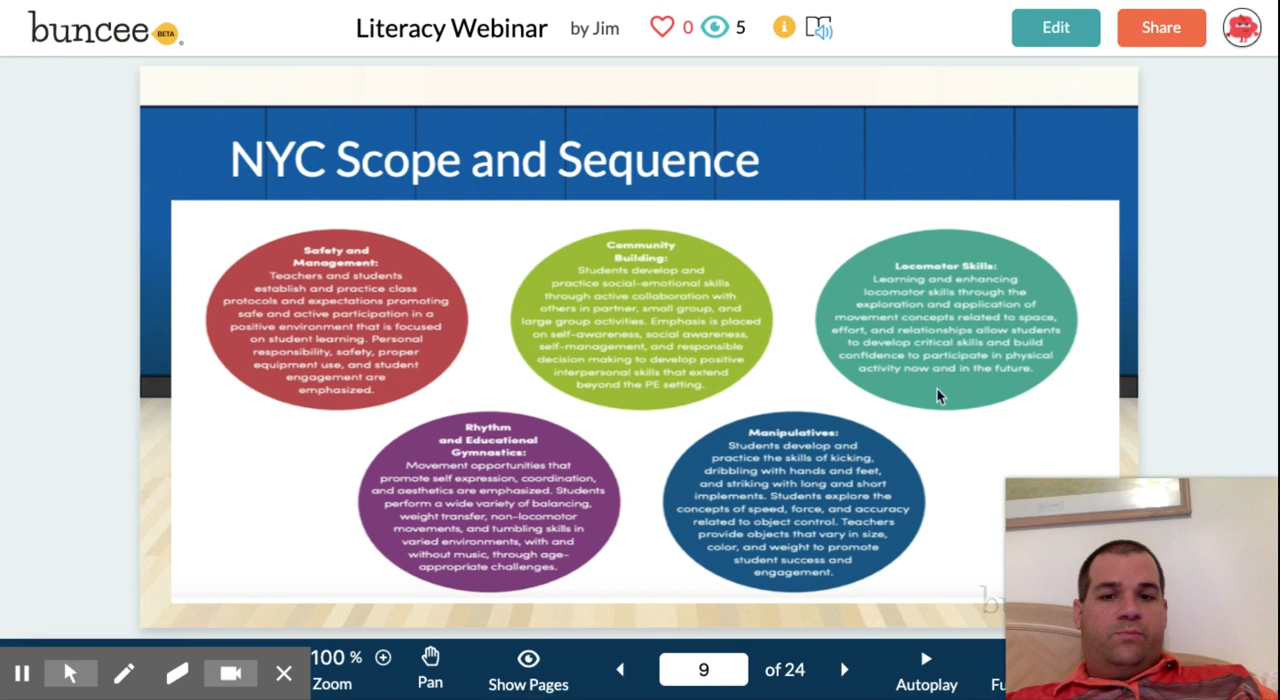 buncee BETA
Literacy Webinar by Jim 0 5 i Edit Share
NYC Scope and Sequence
Safety and
Management:
Teachers and students
establish and practice class
protocols and expectations promoting
safe and active participation in a
positive environment that is focused
on student learning. Personal
responsibility, safety, proper
equipment use, and student
engagement are
emphasized.
Community
Building:
Students develop and
practice social-emotional skills
through active collaboration with
others in partner, small group, and
large group activities. Emphasis is placed
on self-awareness, social awareness,
self-management, and responsible
decision making to develop positive
interpersonal skills that extend
beyond the PE setting.
Locomotor Skills:
Learning and enhancing
locomotor skills through the
exploration and application of
movement concepts related to space,
effort, and relationships allow students
to develop critical skills and build
confidence to participate in physical
activity now and in the future.
Rhythm
and Educational
Gymnastics:
Movement opportunities that
promote self expression, coordination,
and aesthetics are emphasized. Students
perform a wide variety of balancing,
weight transfer, non-locomotor
movements, and tumbling skills in
varied environments, with and
without music, through age-
appropriate challenges.
Manipulatives:
Students develop and
practice the skills of kicking,
dribbling with hands and feet,
and striking with long and short
implements. Students explore the
concepts of speed, force, and accuracy
related to object control. Teachers
provide objects that vary in size,
color, and weight to promote
student success and
engagement.
100 %
Zoom
Pan
Show Pages
9 of 24
Autoplay